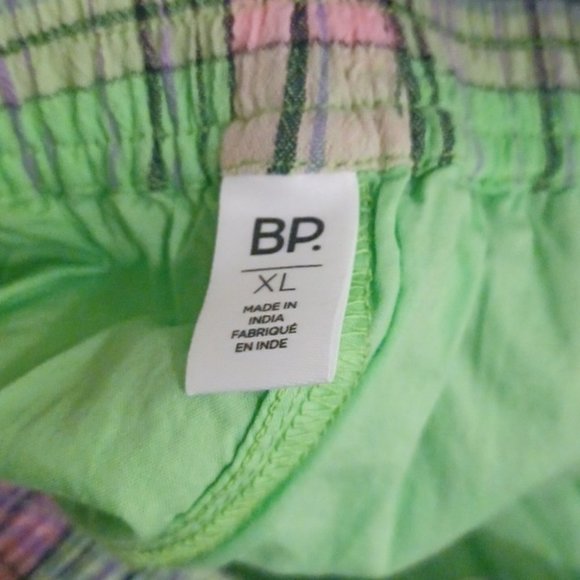 BP.
XL
MADE IN
INDIA
FABRIQUÉ
EN INDE